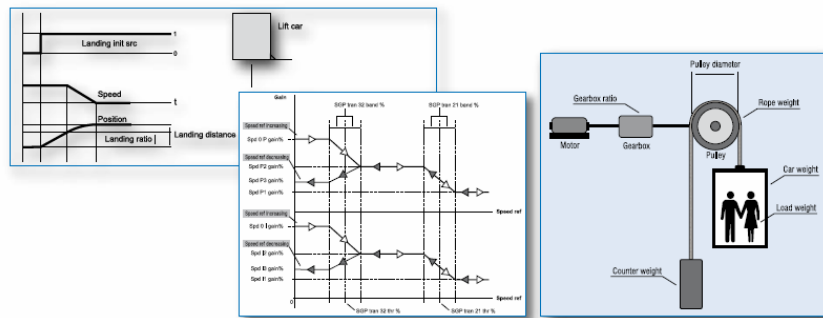 Landing init src
1
0
Speed
t
Position
Landing ratio
Landing distance
Lift car
Gain
SGP tran 32 band %
SGP tran 21 band %
Speed ref increasing
Spd 0 P gain%
Speed ref decreasing
Spd P2 gain%
Spd P3 gain%
Spd P1 gain%
Speed ref
Speed ref increasing
Spd 0 I gain%
Speed ref decreasing
Spd I2 gain%
Spd I3 gain%
Spd I1 gain%
0
Speed ref
SGP tran 32 thr %
SGP tran 21 thr %
Pulley diameter
Gearbox ratio
Rope weight
Motor
Gearbox
Pulley
Car weight
Load weight
Counter weight